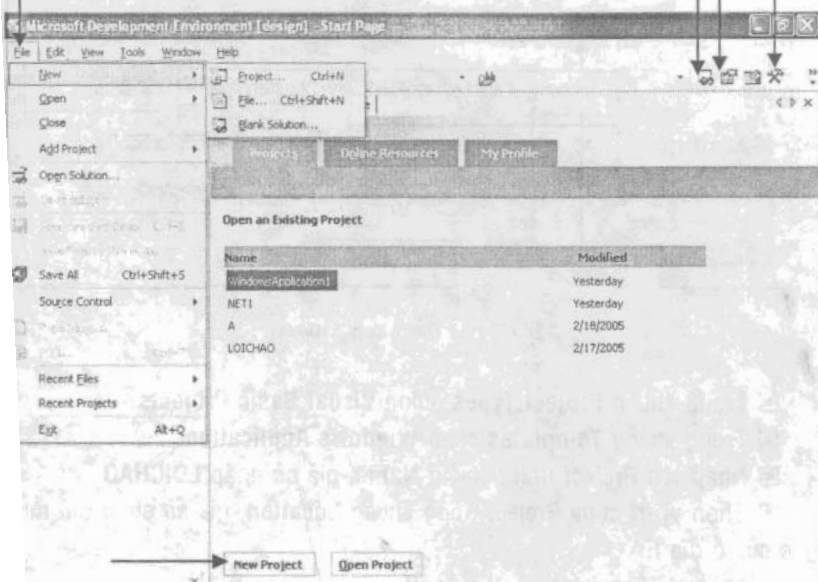 Microsoft Development Environment [design] - Start Page
File Edit View Tools Window Help
New
Project... Ctrl+N
Open
File... Ctrl+Shift+N
Close
Blank Solution...
Add Project
Projects Online Resources My Profile
Open Solution...
Open an Existing Project
Name Modified
Save All Ctrl+Shift+S
WindowsApplication1 Yesterday
Source Control
NET1 Yesterday
A 2/18/2005
LOICHAO 2/17/2005
Recent Files
Recent Projects
Exit Alt+Q
New Project Open Project